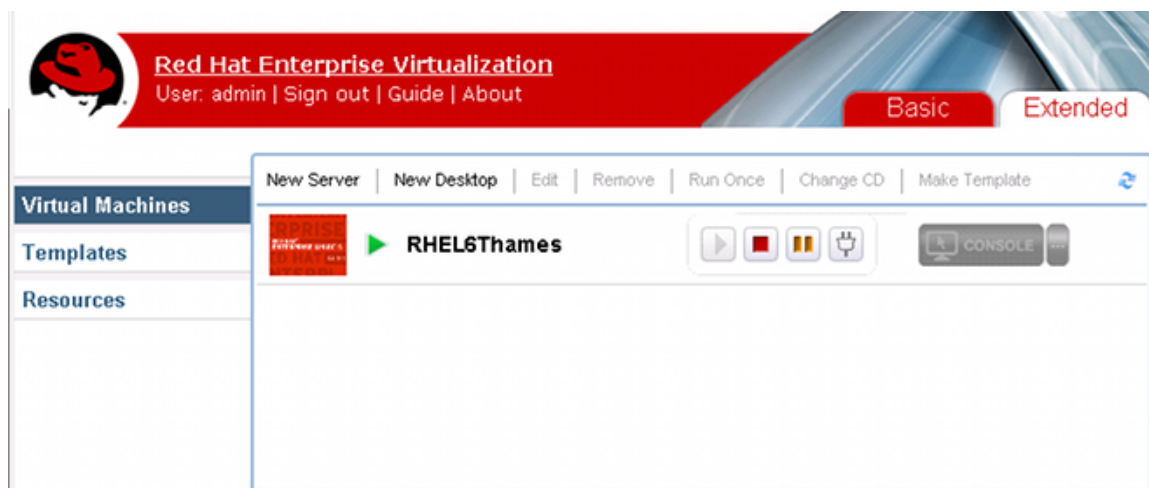 Red Hat Enterprise Virtualization
User: admin | Sign out | Guide | About
Basic
Extended
New Server | New Desktop | Edit | Remove | Run Once | Change CD | Make Template
Virtual Machines
Templates
Resources
RHEL6Thames
CONSOLE
...